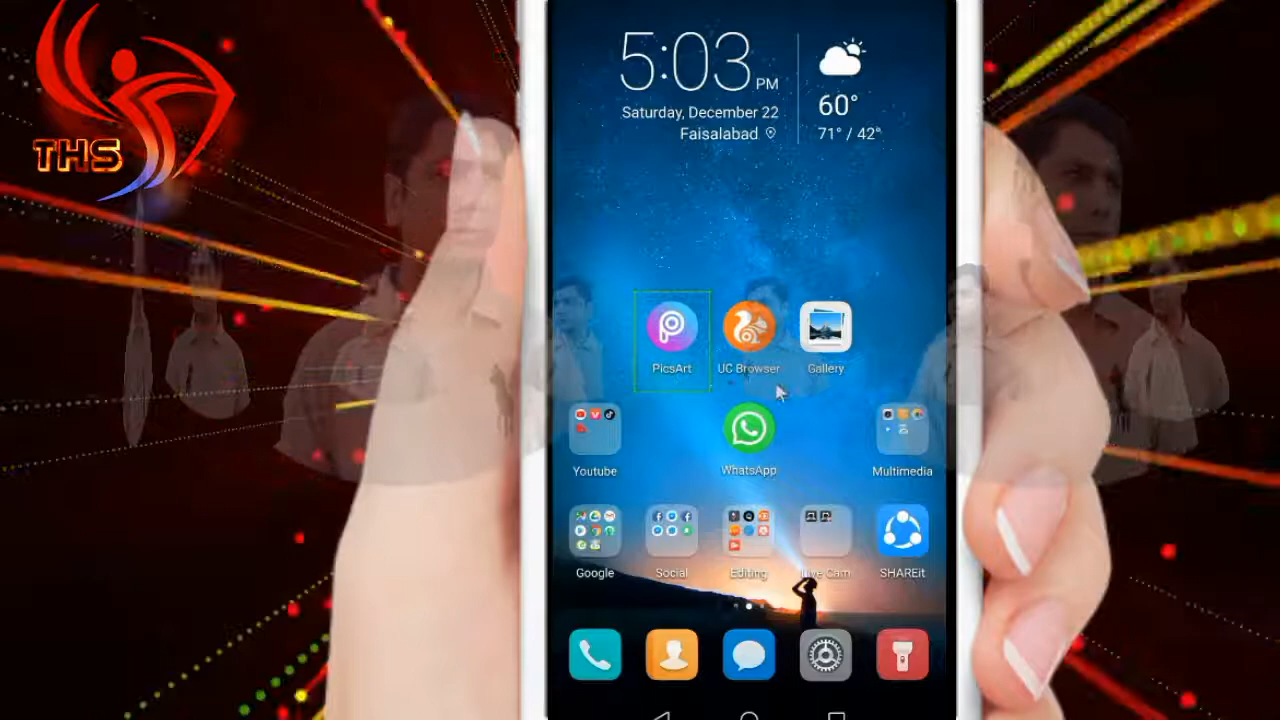 THS
5:03 PM
Saturday, December 22
Faisalabad
60°
71° / 42°
PicsArt
UC Browser
Gallery
Youtube
WhatsApp
Multimedia
Google
Social
Editing
Live Cam
SHAREit